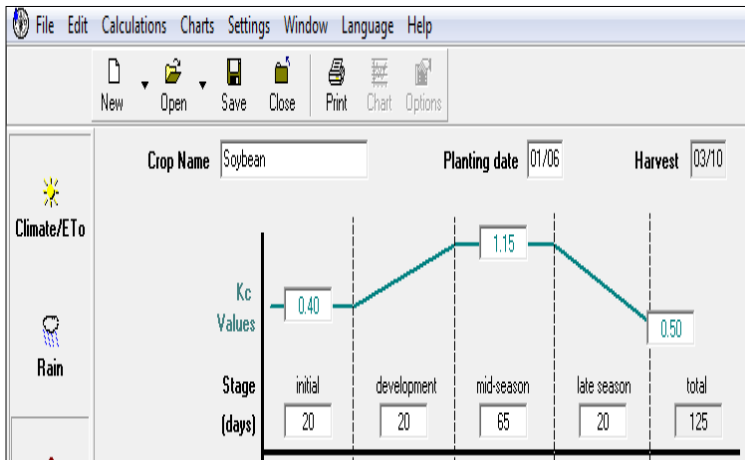 File Edit Calculations Charts Settings Window Language Help
New Open Save Close Print Chart Options
Crop Name Soybean Planting date 01/06 Harvest 03/10
Climate/ETo
1.15
Kc
Values
0.40
0.50
Rain
Stage initial development mid-season late season total
(days) 20 20 65 20 125